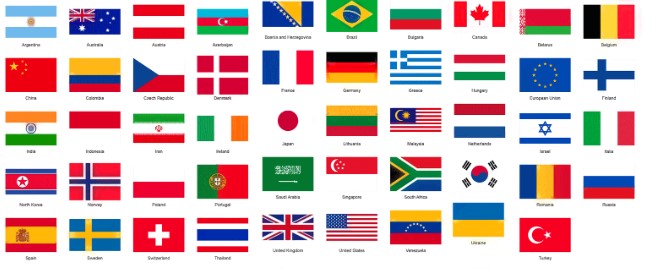 Argentina
Australia
Austria
Azerbaijan
Bosnia and Herzegovina
Brazil
Bulgaria
Canada
Belarus
Belgium
China
Colombia
Czech Republic
Denmark
France
Germany
Greece
Hungary
European Union
Finland
India
Indonesia
Iran
Ireland
Japan
Lithuania
Malaysia
Netherlands
Israel
Italia
North Korea
Norway
Poland
Portugal
Saudi Arabia
Singapore
South Africa
Romania
Russia
Spain
Sweden
Switzerland
Thailand
United Kingdom
United States
Venezuela
Ukraine
Turkey